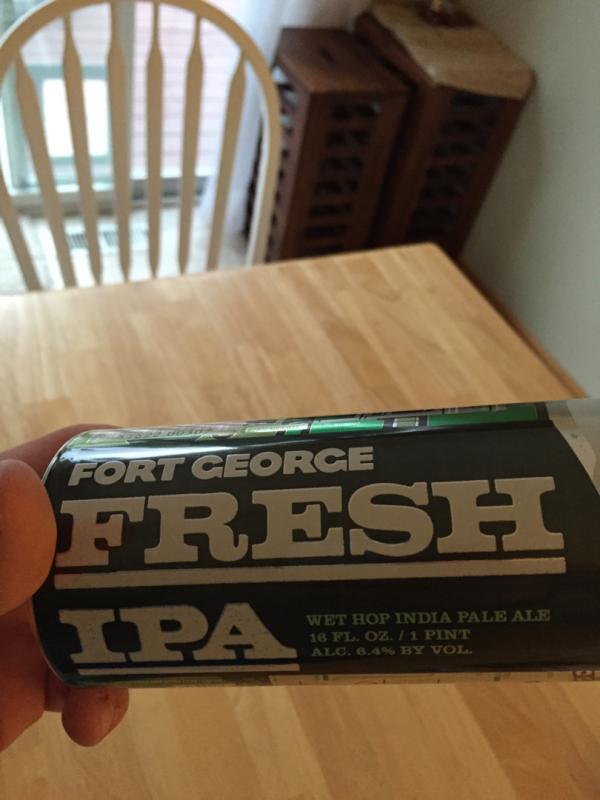 FORT GEORGE
FRESH
IPA
WET HOP INDIA PALE ALE
16 FL. OZ. / 1 PINT
ALC. 6.4% BY VOL.